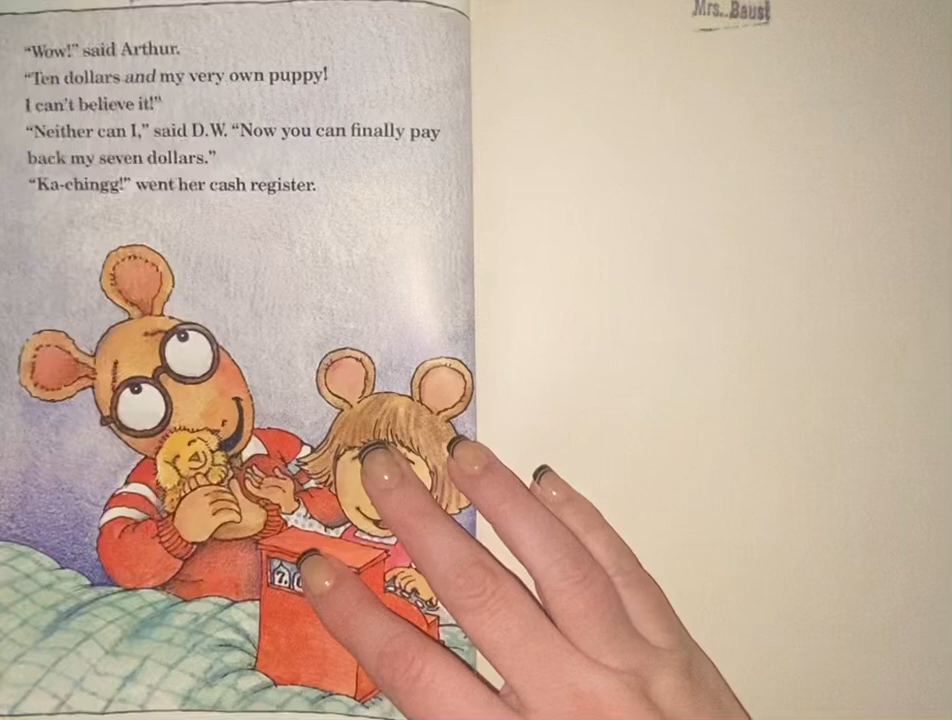 “Wow!” said Arthur.
“Ten dollars and my very own puppy!
I can’t believe it!”
“Neither can I,” said D.W. “Now you can finally pay
back my seven dollars.”
“Ka-chingg!” went her cash register.
7.
Mrs. Baust